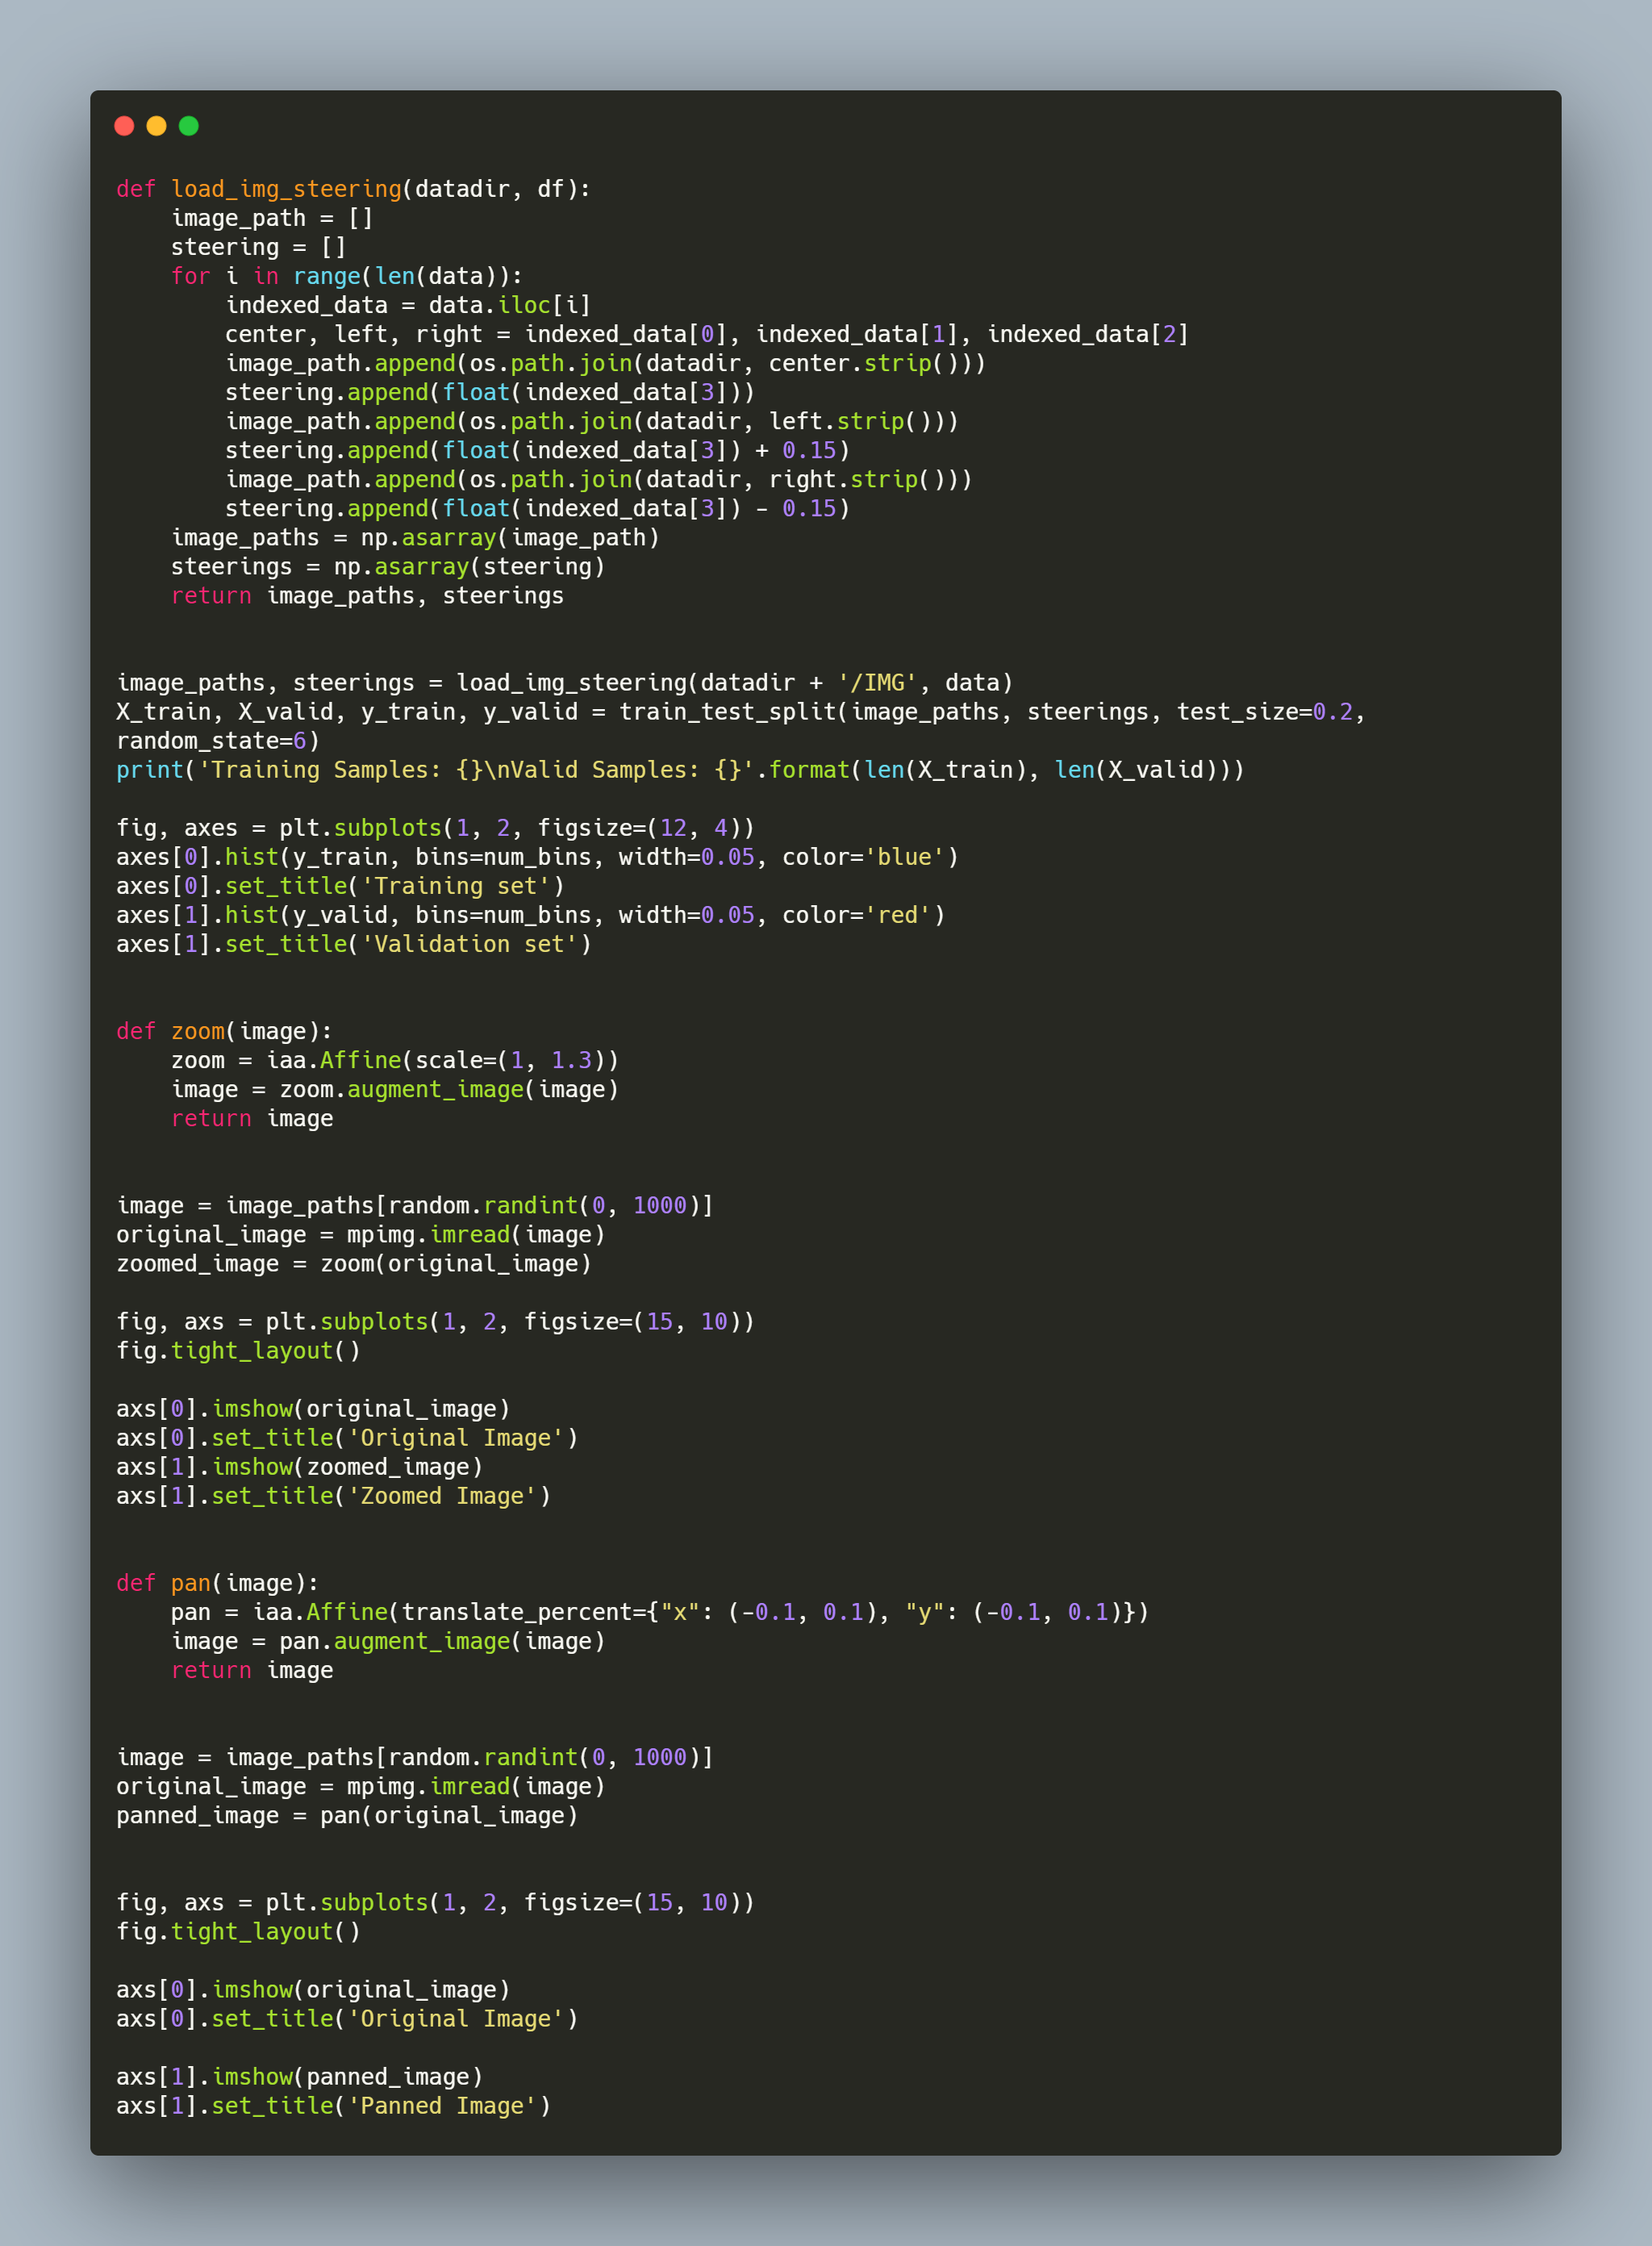 def load_img_steering(datadir, df):
    image_path = []
    steering = []
    for i in range(len(data)):
        indexed_data = data.iloc[i]
        center, left, right = indexed_data[0], indexed_data[1], indexed_data[2]
        image_path.append(os.path.join(datadir, center.strip()))
        steering.append(float(indexed_data[3]))
        image_path.append(os.path.join(datadir, left.strip()))
        steering.append(float(indexed_data[3]) + 0.15)
        image_path.append(os.path.join(datadir, right.strip()))
        steering.append(float(indexed_data[3]) - 0.15)
    image_paths = np.asarray(image_path)
    steerings = np.asarray(steering)
    return image_paths, steerings

image_paths, steerings = load_img_steering(datadir + '/IMG', data)
X_train, X_valid, y_train, y_valid = train_test_split(image_paths, steerings, test_size=0.2,
random_state=6)
print('Training Samples: {}\nValid Samples: {}'.format(len(X_train), len(X_valid)))

fig, axes = plt.subplots(1, 2, figsize=(12, 4))
axes[0].hist(y_train, bins=num_bins, width=0.05, color='blue')
axes[0].set_title('Training set')
axes[1].hist(y_valid, bins=num_bins, width=0.05, color='red')
axes[1].set_title('Validation set')

def zoom(image):
    zoom = iaa.Affine(scale=(1, 1.3))
    image = zoom.augment_image(image)
    return image

image = image_paths[random.randint(0, 1000)]
original_image = mpimg.imread(image)
zoomed_image = zoom(original_image)

fig, axs = plt.subplots(1, 2, figsize=(15, 10))
fig.tight_layout()

axs[0].imshow(original_image)
axs[0].set_title('Original Image')
axs[1].imshow(zoomed_image)
axs[1].set_title('Zoomed Image')

def pan(image):
    pan = iaa.Affine(translate_percent={"x": (-0.1, 0.1), "y": (-0.1, 0.1)})
    image = pan.augment_image(image)
    return image

image = image_paths[random.randint(0, 1000)]
original_image = mpimg.imread(image)
panned_image = pan(original_image)

fig, axs = plt.subplots(1, 2, figsize=(15, 10))
fig.tight_layout()

axs[0].imshow(original_image)
axs[0].set_title('Original Image')

axs[1].imshow(panned_image)
axs[1].set_title('Panned Image')